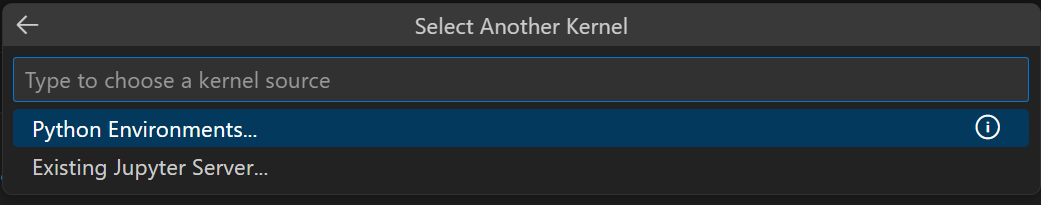 Select Another Kernel
Type to choose a kernel source
Python Environments...
Existing Jupyter Server...